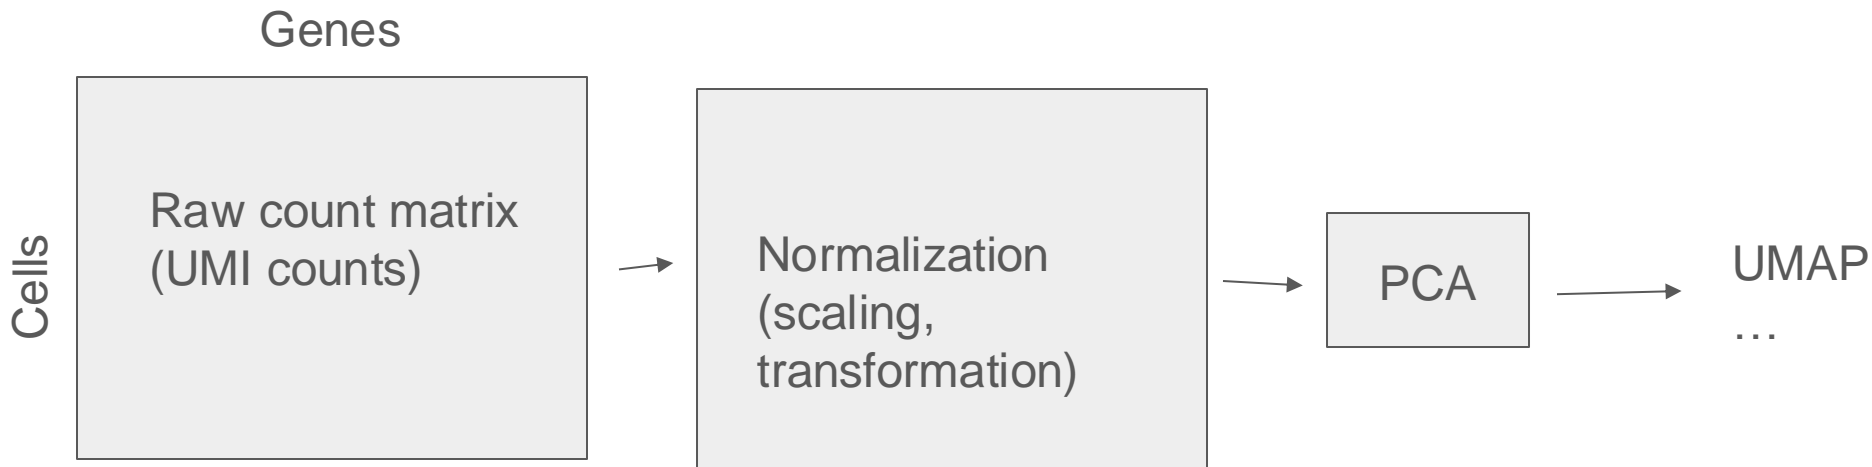 Genes
Cells
Raw count matrix
(UMI counts)
Normalization
(scaling,
transformation)
PCA
UMAP
…